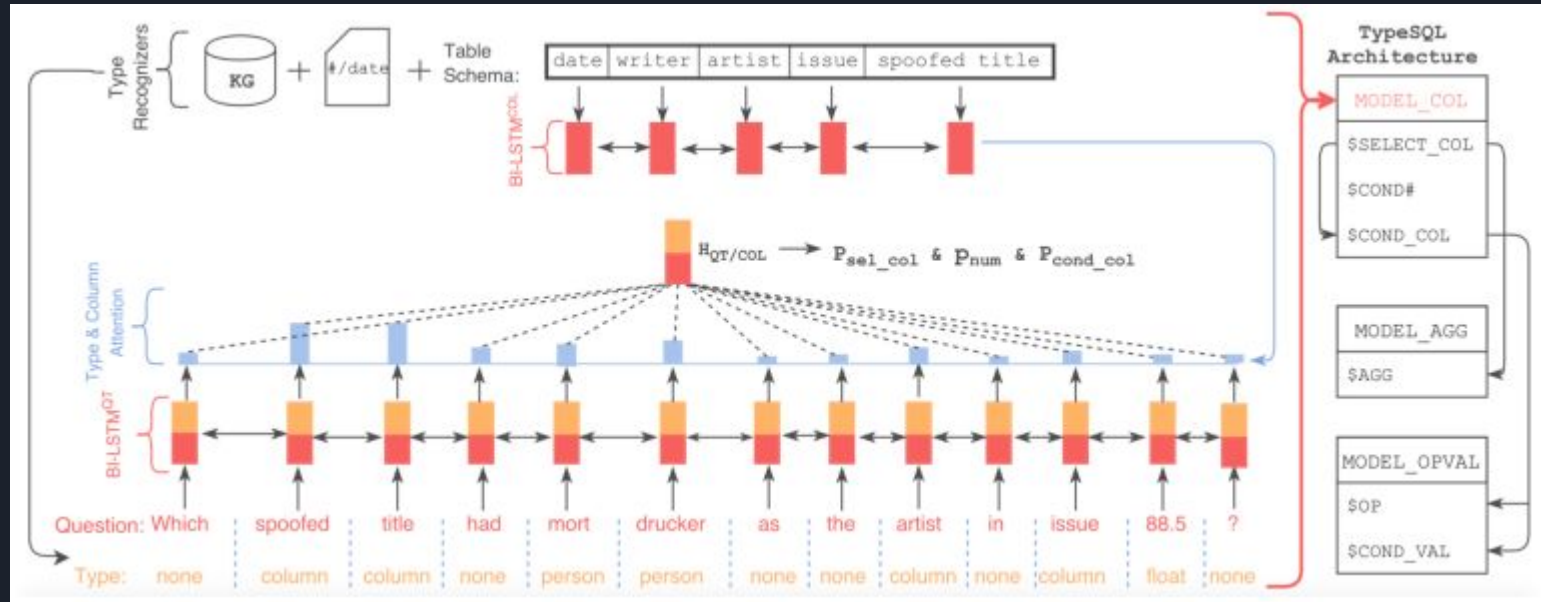 Type Recognizers
KG + #/date + Table Schema:
date writer artist issue spoofed title
BI-LSTM^COL
H_QT/COL → P_sel_col & p_num & P_cond_col
Type & Column Attention
BI-LSTM^QT
Question: Which spoofed title had mort drucker as the artist in issue 88.5 ?
Type: none column column none person person none none column none column float none
TypeSQL
Architecture
MODEL_COL
$SELECT_COL
$COND#
$COND_COL
MODEL_AGG
$AGG
MODEL_OPVAL
$OP
$COND_VAL